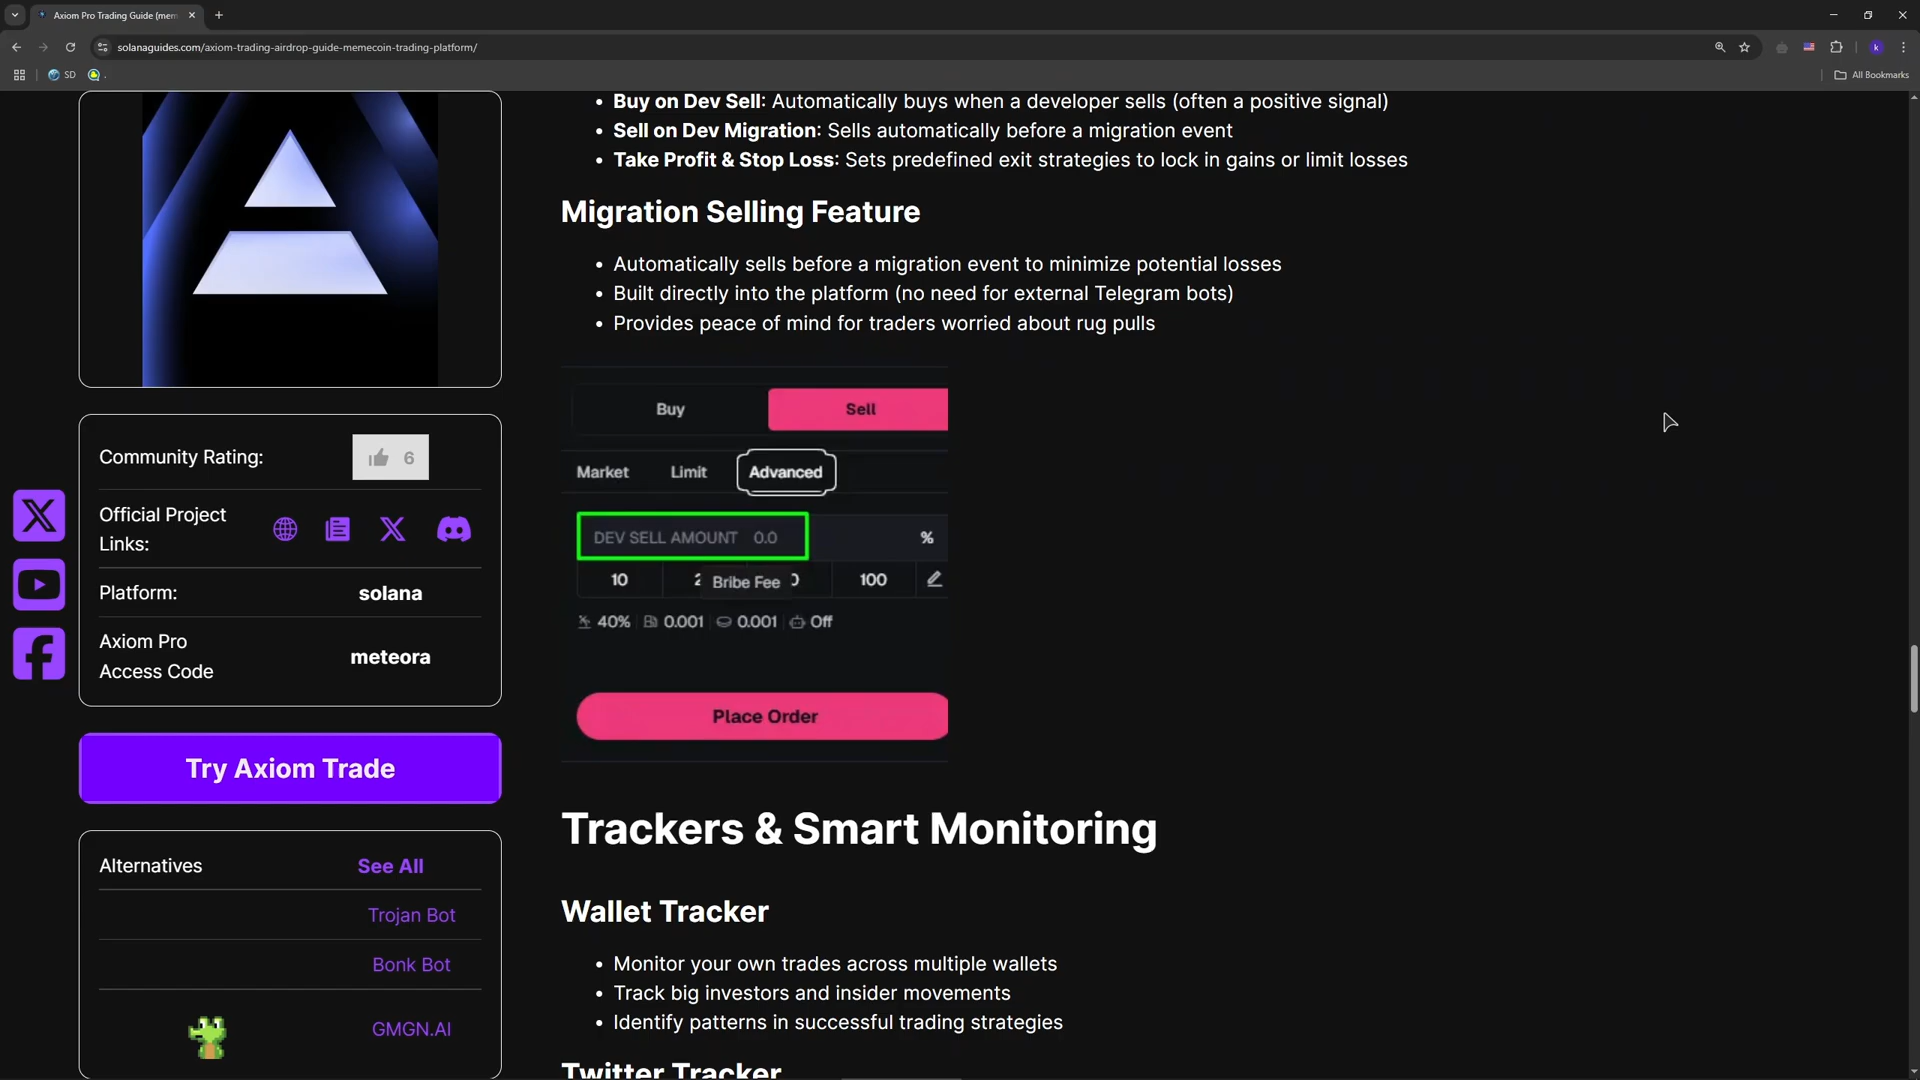 Axiom Pro Trading Guide (mem
solanaguides.com/axiom-trading-airdrop-guide-memecoin-trading-platform/
k
SD
.
All Bookmarks
Community Rating:
6
Official Project
Links:
Platform:
solana
Axiom Pro
Access Code
meteora
Try Axiom Trade
Alternatives
See All
Trojan Bot
Bonk Bot
GMGN.AI
• Buy on Dev Sell: Automatically buys when a developer sells (often a positive signal)
• Sell on Dev Migration: Sells automatically before a migration event
• Take Profit & Stop Loss: Sets predefined exit strategies to lock in gains or limit losses
Migration Selling Feature
• Automatically sells before a migration event to minimize potential losses
• Built directly into the platform (no need for external Telegram bots)
• Provides peace of mind for traders worried about rug pulls
Buy Sell
Market Limit Advanced
DEV SELL AMOUNT 0.0 %
10 2 Bribe Fee 0 100
40% 0.001 0.001 Off
Place Order
Trackers & Smart Monitoring
Wallet Tracker
• Monitor your own trades across multiple wallets
• Track big investors and insider movements
• Identify patterns in successful trading strategies
Twitter Tracker